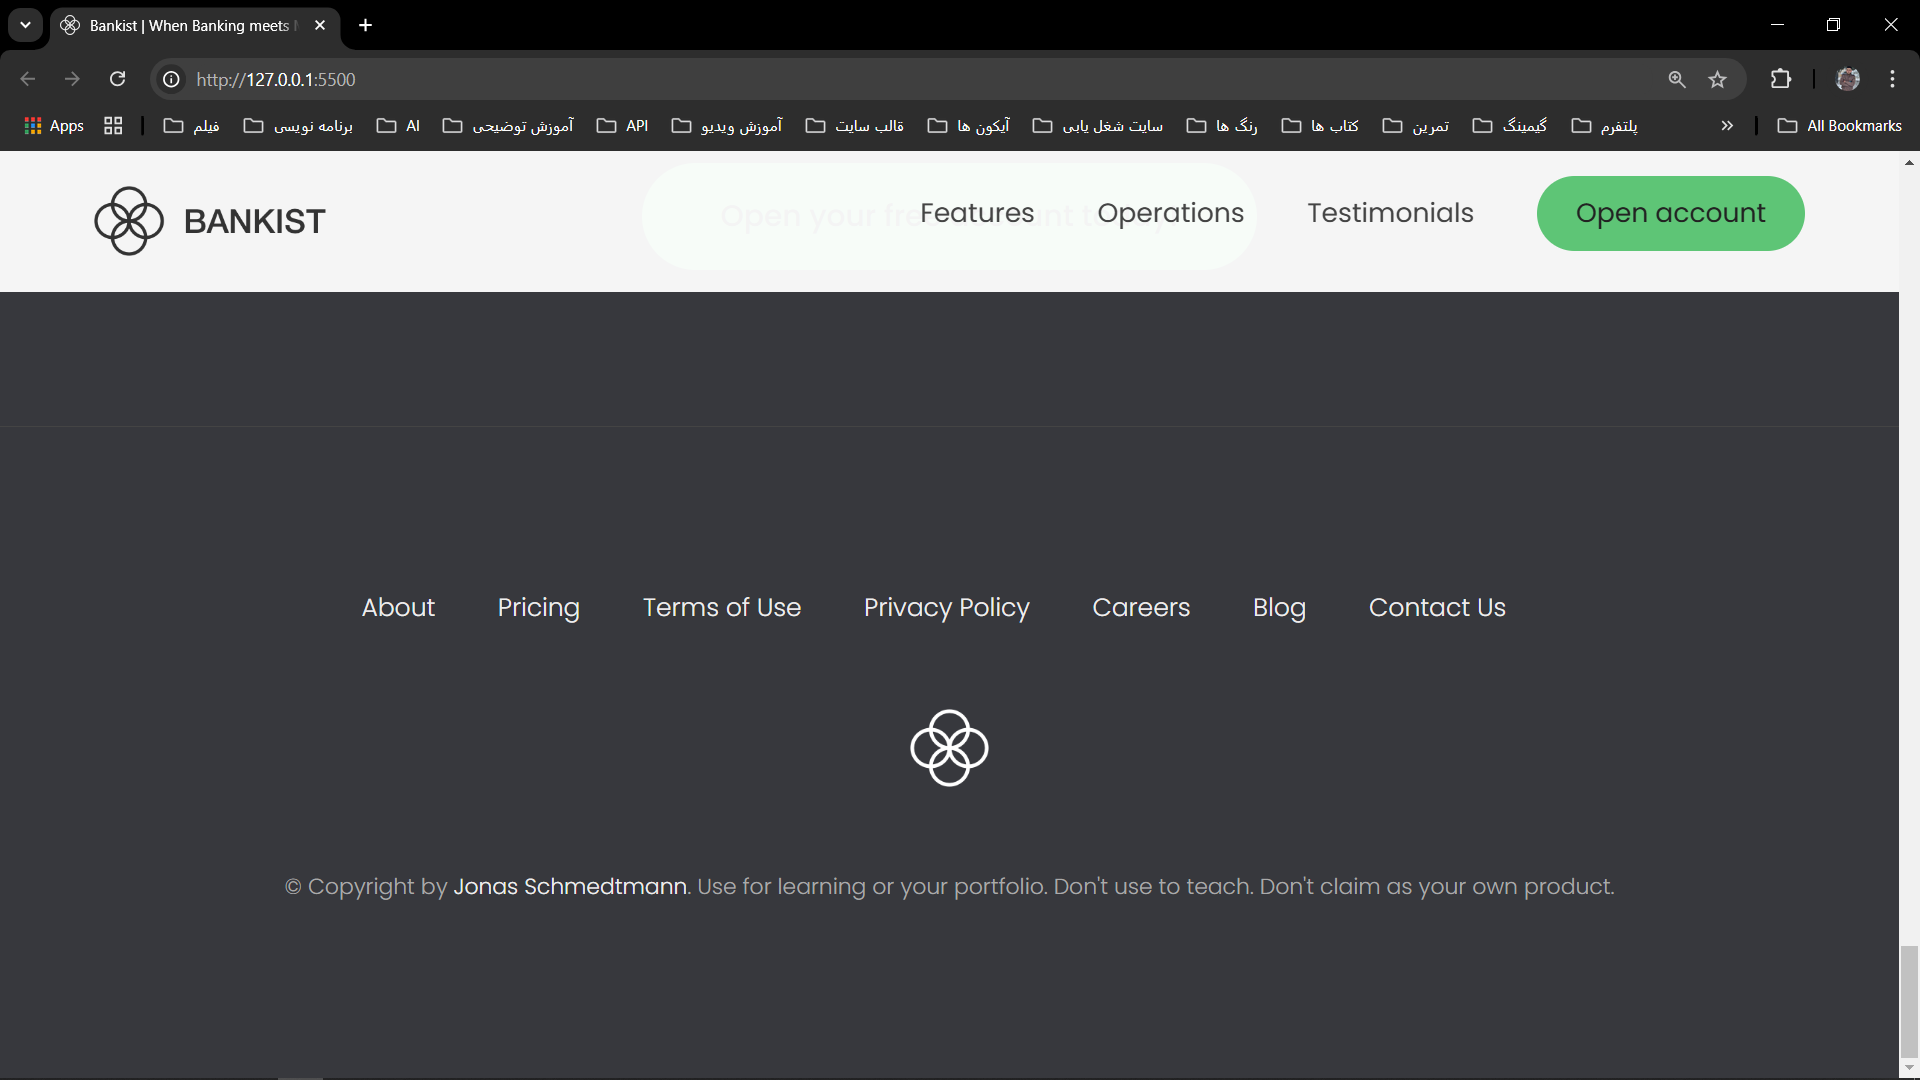 Bankist | When Banking meets
http://127.0.0.1:5500
Apps
فیلم
برنامه نویسی
AI
آموزش توضیحی
API
آموزش ویدیو
قالب سایت
آیکون ها
سایت شغل یابی
رنگ ها
کتاب ها
تمرین
گیمینگ
پلتفرم
All Bookmarks
BANKIST
Open your free account today!
Features
Operations
Testimonials
Open account
About
Pricing
Terms of Use
Privacy Policy
Careers
Blog
Contact Us
© Copyright by Jonas Schmedtmann. Use for learning or your portfolio. Don't use to teach. Don't claim as your own product.